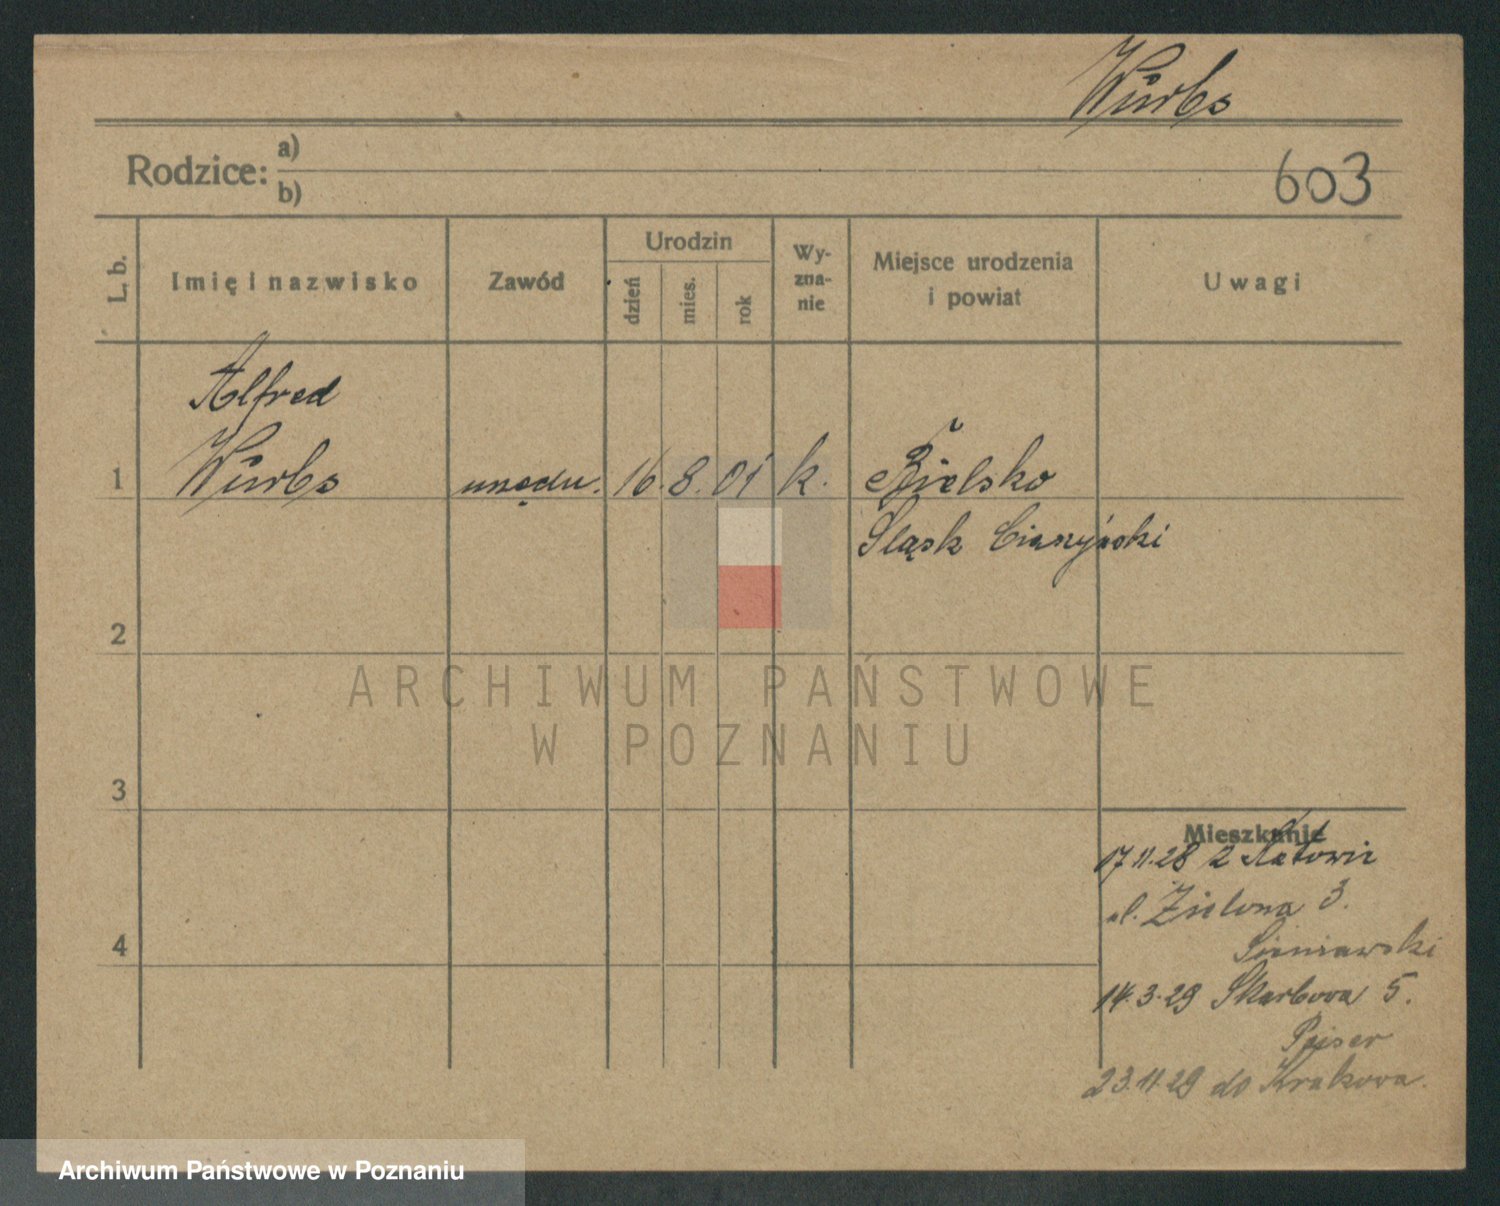 Würbs
Rodzice: a)
b)
603
L. b.
Imię i nazwisko
Zawód
Urodzin
dzień
mies.
rok
Wy-
zna-
nie
Miejsce urodzenia
i powiat
Uwagi
Alfred
1 Würbs urzędn. 16. 8. 01 k. Bielsko
Śląsk Cieszyński
2
3
4
Mieszkanie
17.11.28 z Katowic
ul. Zielona 3.
Sieniawski
14.3.29 Skarbowa 5.
Peiser
23.11.29 do Krakowa.
ARCHIWUM PAŃSTWOWE
W POZNANIU
Archiwum Państwowe w Poznaniu